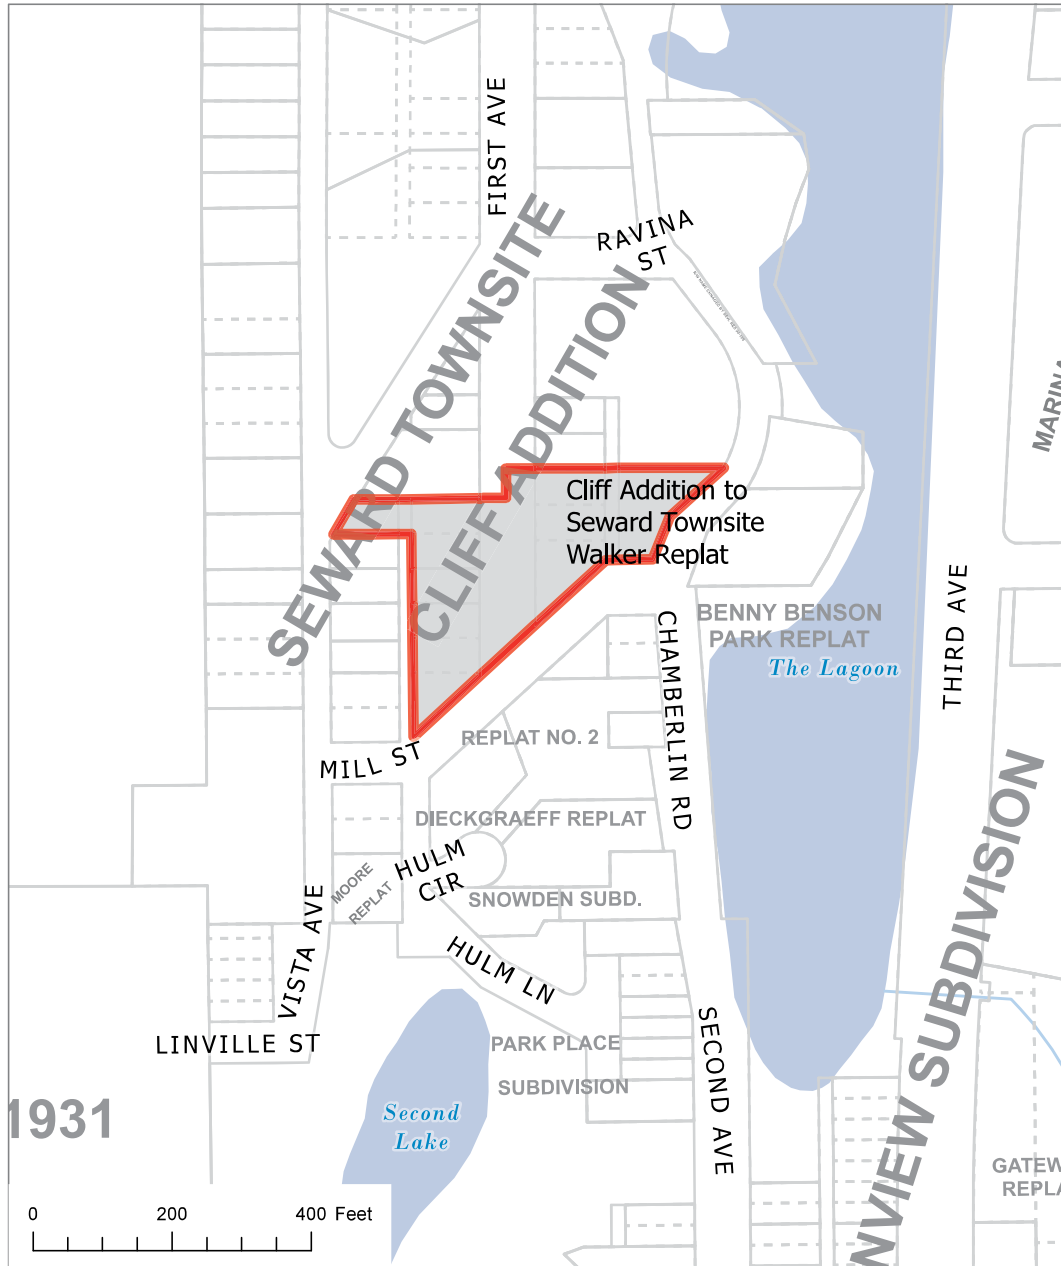 FIRST AVE
RAVINA
ST
SEWARD TOWNSITE
CLIFF ADDITION
MARINA
Cliff Addition to
Seward Townsite
Walker Replat
BENNY BENSON
PARK REPLAT
The Lagoon
THIRD AVE
CHAMBERLIN RD
REPLAT NO. 2
MILL ST
DIECKGRAEFF REPLAT
HULM
CIR
MOORE
REPLAT
SNOWDEN SUBD.
VISTA AVE
HULM LN
LINVILLE ST
PARK PLACE
SUBDIVISION
SECOND AVE
NVIEW SUBDIVISION
1931
Second
Lake
GATEW
REPLA
0 200 400 Feet